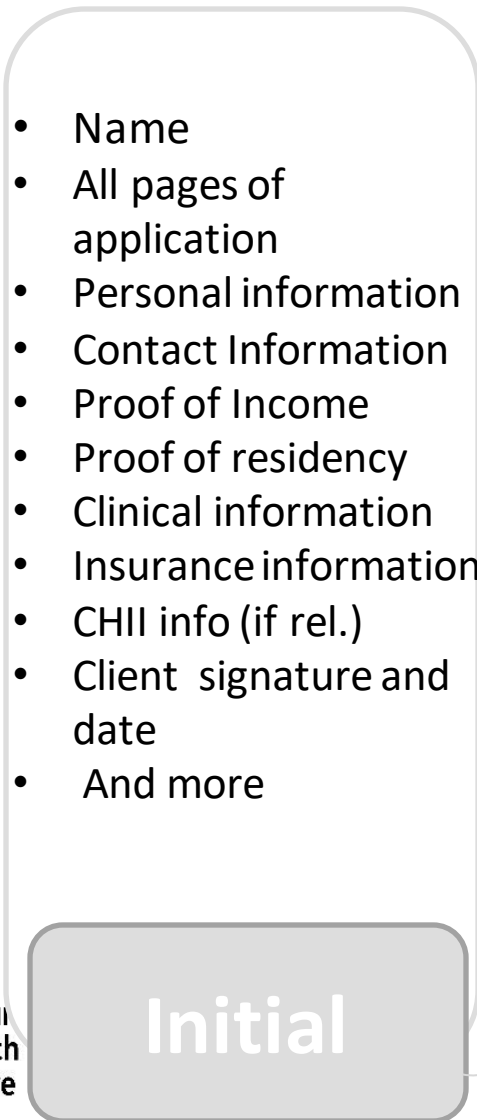 • Name
• All pages of
application
• Personal information
• Contact Information
• Proof of Income
• Proof of residency
• Clinical information
• Insurance information
• CHII info (if rel.)
• Client signature and
date
• And more
Initial